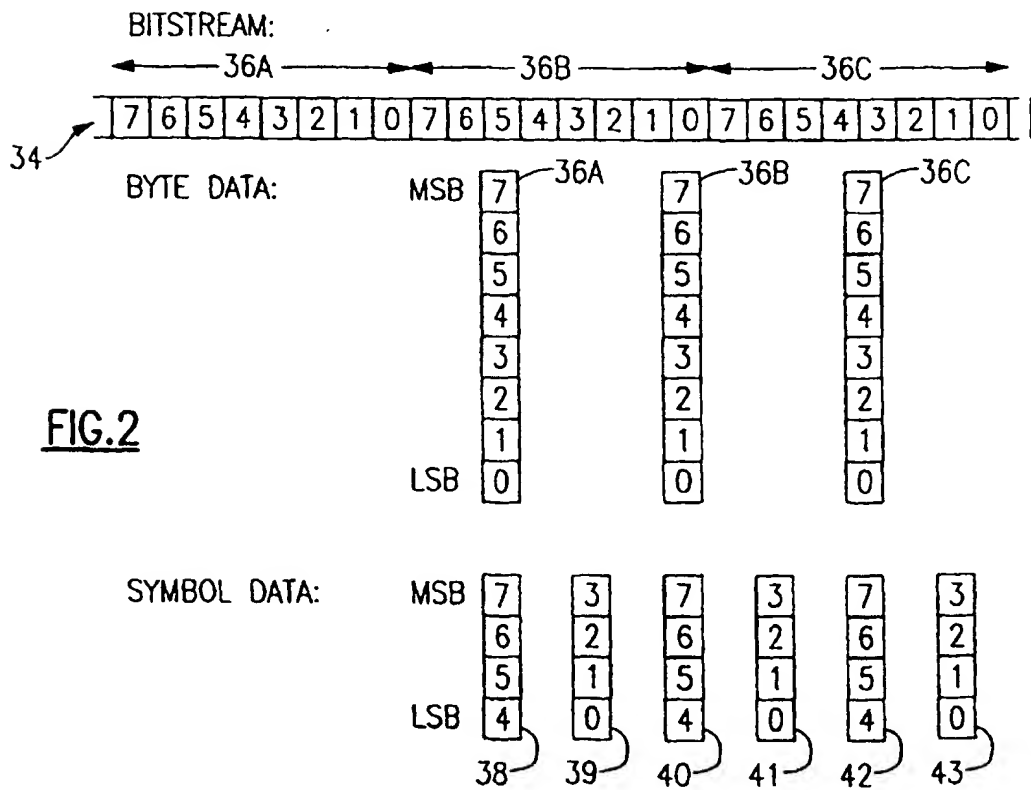 BITSTREAM:
36A 36B 36C
7 6 5 4 3 2 1 0 7 6 5 4 3 2 1 0 7 6 5 4 3 2 1 0
34
BYTE DATA: MSB 7 36A 7 36B 7 36C
6 6 6
5 5 5
4 4 4
3 3 3
2 2 2
FIG.2
1 1 1
LSB 0 0 0
SYMBOL DATA: MSB 7 3 7 3 7 3
6 2 6 2 6 2
5 1 5 1 5 1
LSB 4 0 4 0 4 0
38 39 40 41 42 43